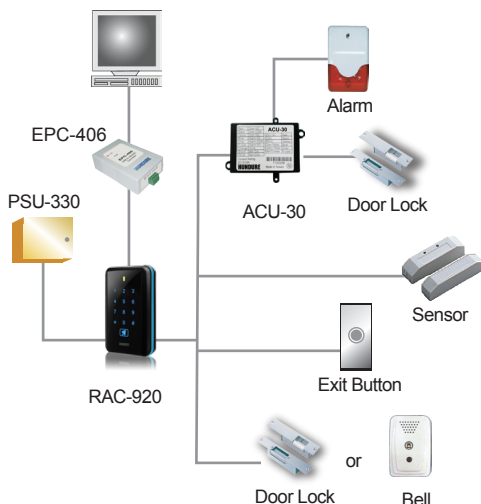 Alarm
EPC-406
ACU-30
HUNDURE
PSU-330
ACU-30
Door Lock
Sensor
RAC-920
Exit Button
or
Door Lock
Bell